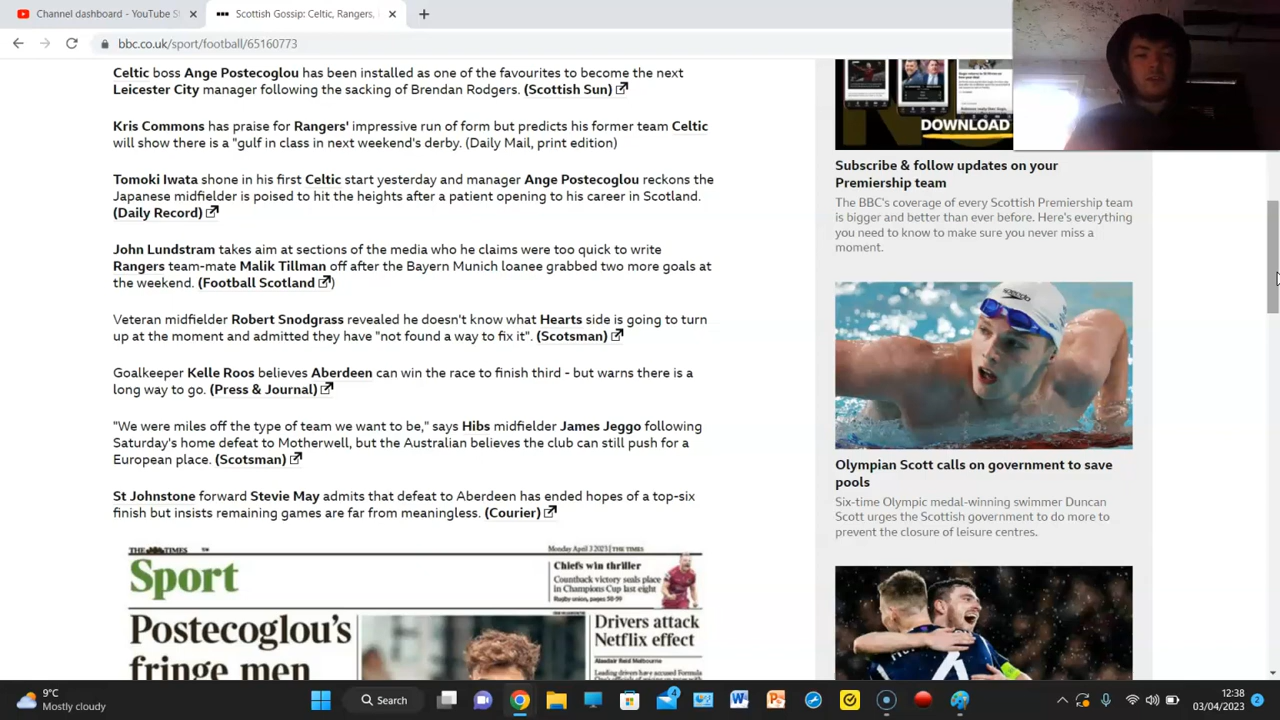 Channel dashboard - YouTube S
Scottish Gossip: Celtic, Rangers,
bbc.co.uk/sport/football/65160773
Celtic boss Ange Postecoglou has been installed as one of the favourites to become the next
Leicester City manager following the sacking of Brendan Rodgers. (Scottish Sun)
Kris Commons has praise for Rangers' impressive run of form but predicts his former team Celtic
will show there is a "gulf in class in next weekend's derby. (Daily Mail, print edition)
Tomoki Iwata shone in his first Celtic start yesterday and manager Ange Postecoglou reckons the
Japanese midfielder is poised to hit the heights after a patient opening to his career in Scotland.
(Daily Record)
John Lundstram takes aim at sections of the media who he claims were too quick to write
Rangers team-mate Malik Tillman off after the Bayern Munich loanee grabbed two more goals at
the weekend. (Football Scotland)
Veteran midfielder Robert Snodgrass revealed he doesn't know what Hearts side is going to turn
up at the moment and admitted they have "not found a way to fix it". (Scotsman)
Goalkeeper Kelle Roos believes Aberdeen can win the race to finish third - but warns there is a
long way to go. (Press & Journal)
"We were miles off the type of team we want to be," says Hibs midfielder James Jeggo following
Saturday's home defeat to Motherwell, but the Australian believes the club can still push for a
European place. (Scotsman)
St Johnstone forward Stevie May admits that defeat to Aberdeen has ended hopes of a top-six
finish but insists remaining games are far from meaningless. (Courier)
THE TIMES
Monday April 3 2023 | THE TIMES
Sport
Chiefs win thriller
Countback victory seals place
in Champions Cup last eight
Rugby union, pages 58-59
Postecoglou's
fringe men
Drivers attack
Netflix effect
Alasdair Reid Melbourne
Leading drivers have accused Formula
DOWNLOAD
Subscribe & follow updates on your
Premiership team
The BBC's coverage of every Scottish Premiership team
is bigger and better than ever before. Here's everything
you need to know to make sure you never miss a
moment.
speedo
Olympian Scott calls on government to save
pools
Six-time Olympic medal-winning swimmer Duncan
Scott urges the Scottish government to do more to
prevent the closure of leisure centres.
9°C
Mostly cloudy
Search
4
12:38
03/04/2023
2